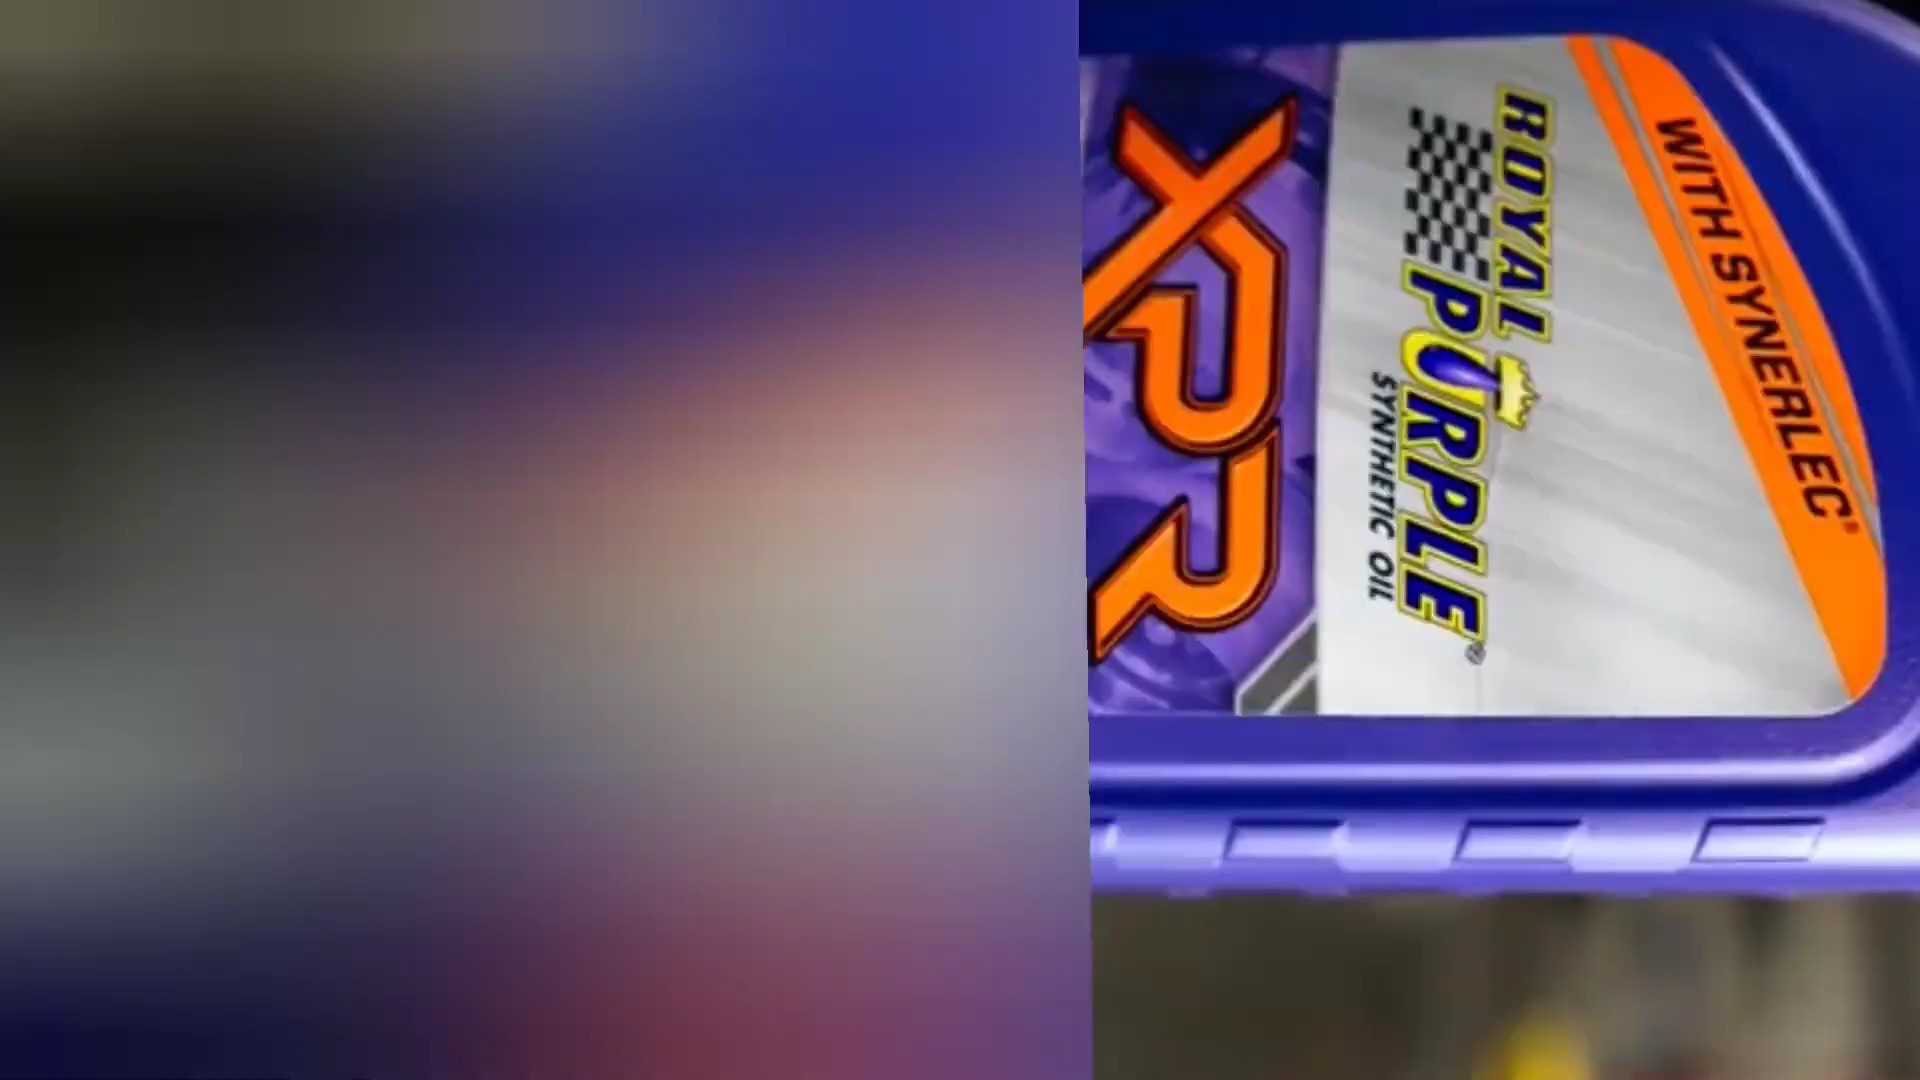 WITH SYNERLEC®
ROYAL
PURPLE®
SYNTHETIC OIL
XPR